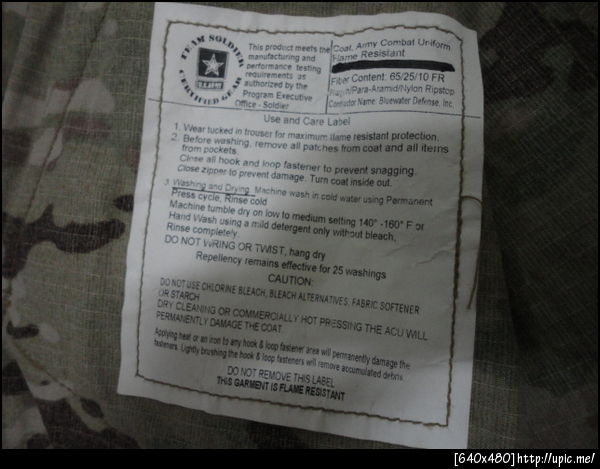 TEAM SOLDIER
CERTIFIED GEAR
U.S.ARMY
This product meets the
manufacturing and
performance testing
requirements as
authorized by the
Program Executive
Office - Soldier
Coat, Army Combat Uniform
Flame Resistant
Fiber Content: 65/25/10 FR
Rayon/Para-Aramid/Nylon Ripstop
Contractor Name: Bluewater Defense, Inc.
Use and Care Label
1. Wear tucked in trouser for maximum flame resistant protection.
2. Before washing, remove all patches from coat and all items
from pockets.
Close all hook and loop fastener to prevent snagging.
Close zipper to prevent damage. Turn coat inside out.
3. Washing and Drying. Machine wash in cold water using Permanent
Press cycle, Rinse cold
Machine tumble dry on low to medium setting 140° -160° F or
Hand Wash using a mild detergent only without bleach,
Rinse completely.
DO NOT WRING OR TWIST, hang dry
Repellency remains effective for 25 washings
CAUTION:
DO NOT USE CHLORINE BLEACH, BLEACH ALTERNATIVES, FABRIC SOFTENER
OR STARCH
DRY CLEANING OR COMMERCIALLY HOT PRESSING THE ACU WILL
PERMANENTLY DAMAGE THE COAT.
Applying heat or an iron to any hook & loop fastener area will permanently damage the
fasteners. Lightly brushing the hook & loop fasteners will remove accumulated debris.
DO NOT REMOVE THIS LABEL
THIS GARMENT IS FLAME RESISTANT
[640x480]http://upic.me/